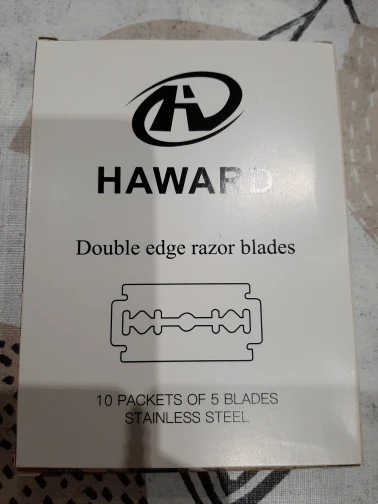 HAWARD
Double edge razor blades
10 PACKETS OF 5 BLADES
STAINLESS STEEL